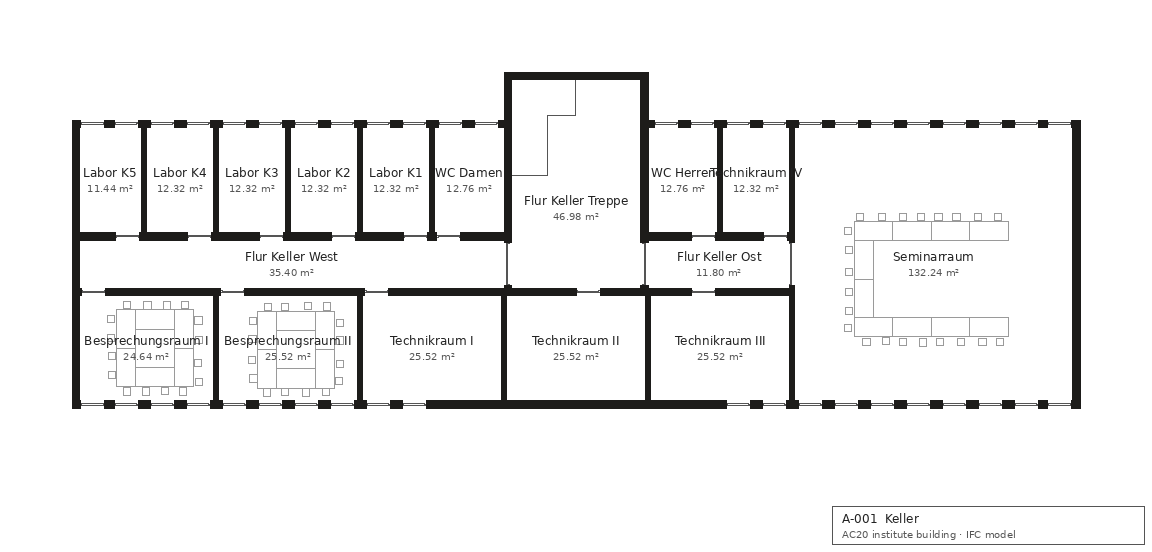 Labor K5
11.44 m²
Labor K4
12.32 m²
Labor K3
12.32 m²
Labor K2
12.32 m²
Labor K1
12.32 m²
WC Damen
12.76 m²
Flur Keller Treppe
46.98 m²
WC Herren
12.76 m²
Technikraum IV
12.32 m²
Flur Keller West
35.40 m²
Flur Keller Ost
11.80 m²
Seminarraum
132.24 m²
Besprechungsraum I
24.64 m²
Besprechungsraum II
25.52 m²
Technikraum I
25.52 m²
Technikraum II
25.52 m²
Technikraum III
25.52 m²
A-001 Keller
AC20 institute building · IFC model